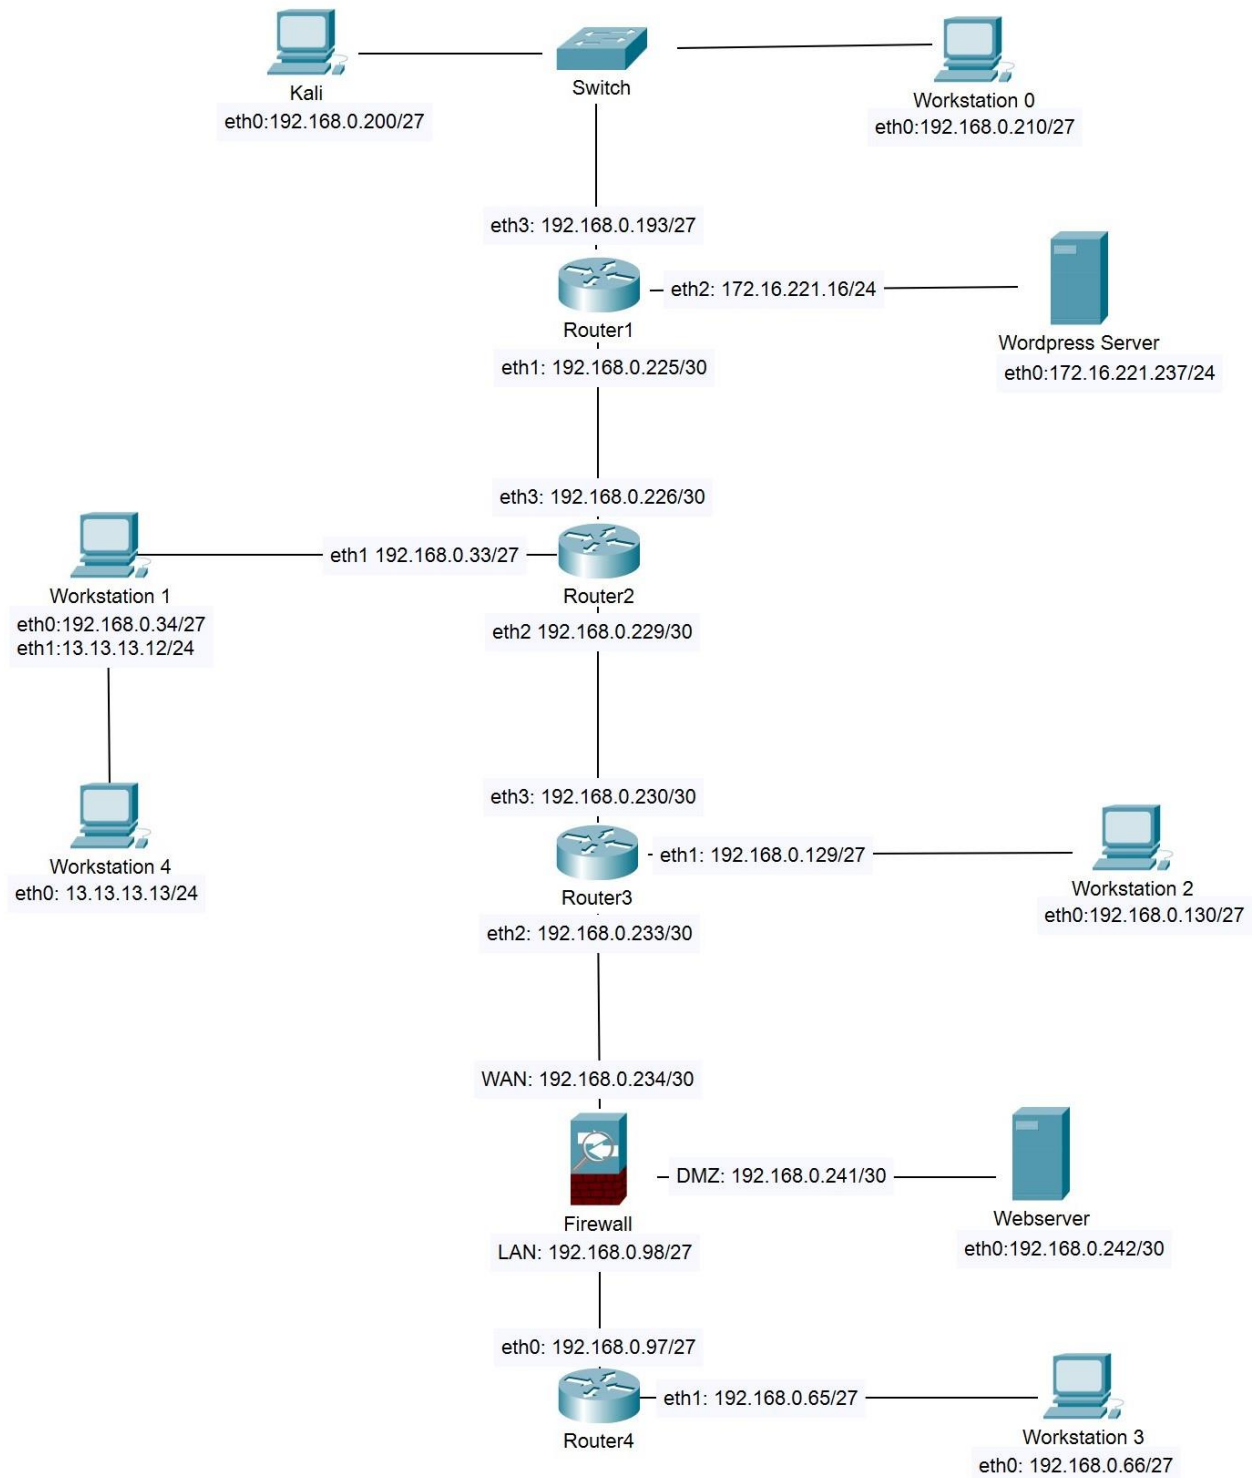 Kali
eth0:192.168.0.200/27
Switch
Workstation 0
eth0:192.168.0.210/27
eth3: 192.168.0.193/27
Router1
eth2: 172.16.221.16/24
eth1: 192.168.0.225/30
Wordpress Server
eth0:172.16.221.237/24
eth3: 192.168.0.226/30
eth1 192.168.0.33/27
Router2
eth2 192.168.0.229/30
Workstation 1
eth0:192.168.0.34/27
eth1:13.13.13.12/24
Workstation 4
eth0: 13.13.13.13/24
eth3: 192.168.0.230/30
Router3
eth1: 192.168.0.129/27
eth2: 192.168.0.233/30
Workstation 2
eth0:192.168.0.130/27
WAN: 192.168.0.234/30
Firewall
DMZ: 192.168.0.241/30
LAN: 192.168.0.98/27
Webserver
eth0:192.168.0.242/30
eth0: 192.168.0.97/27
Router4
eth1: 192.168.0.65/27
Workstation 3
eth0: 192.168.0.66/27